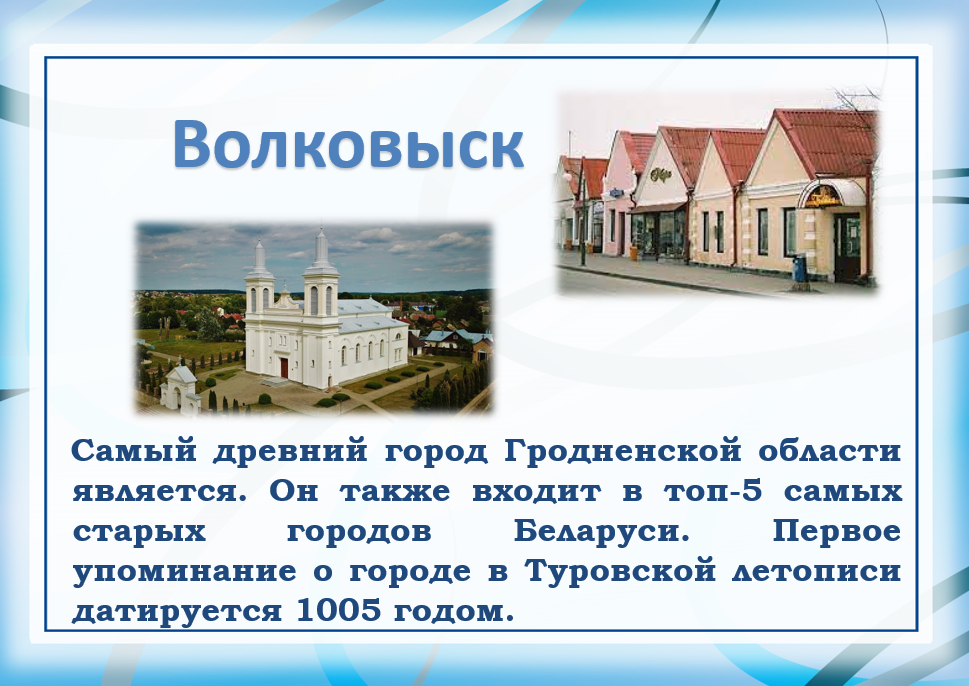 Волковыск
Самый древний город Гродненской области
является. Он также входит в топ-5 самых
старых городов Беларуси. Первое
упоминание о городе в Туровской летописи
датируется 1005 годом.